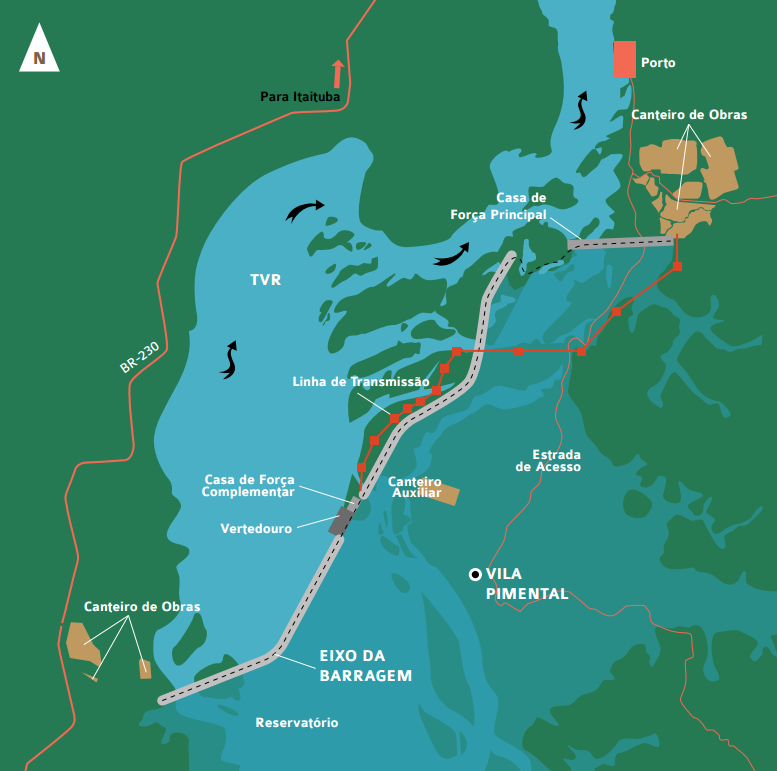 N
Porto
Para Itaituba
Canteiro de Obras
Casa de
Força Principal
TVR
BR-230
Linha de Transmissão
Estrada
de Acesso
Casa de Força
Complementar
Canteiro
Auxiliar
Vertedouro
VILA
PIMENTAL
Canteiro de Obras
EIXO DA
BARRAGEM
Reservatório